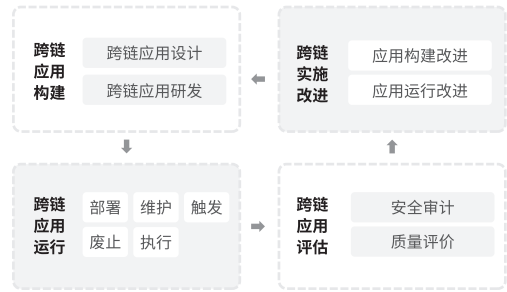 跨链
应用
构建
跨链应用设计
跨链应用研发
跨链
实施
改进
应用构建改进
应用运行改进
跨链
应用
运行
部署 维护 触发
废止 执行
跨链
应用
评估
安全审计
质量评价